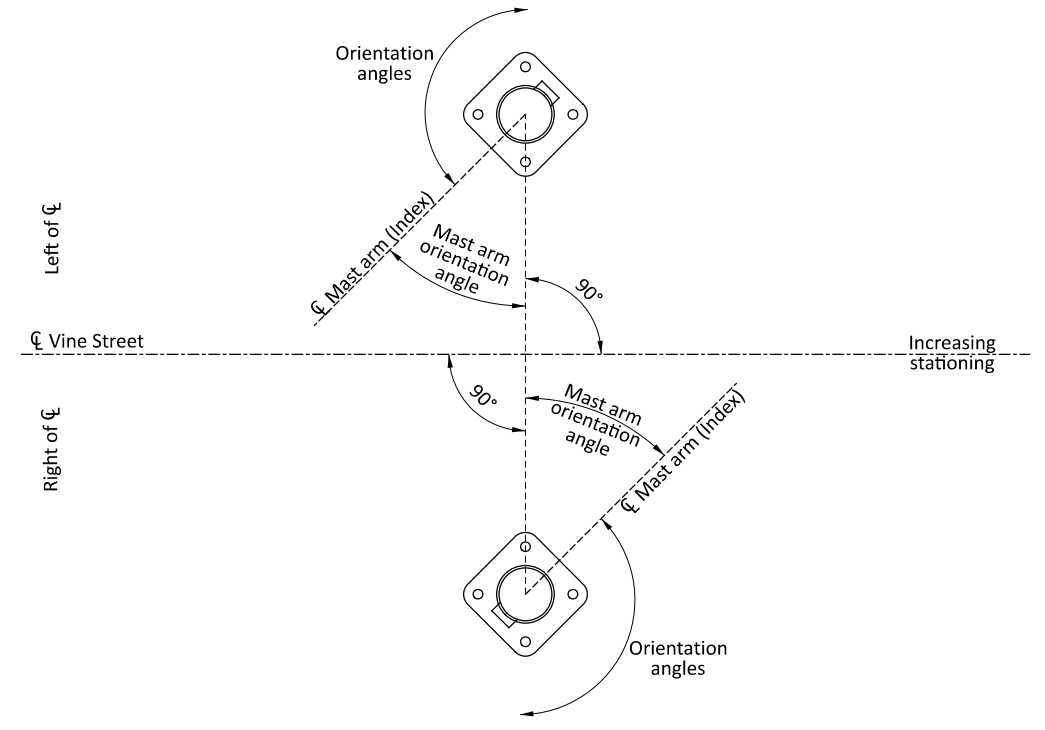 Orientation
angles
Left of ℄
℄ Mast arm (Index)
Mast arm
orientation
angle
90°
℄ Vine Street
Increasing
stationing
Right of ℄
90°
Mast arm
orientation
angle
℄ Mast arm (Index)
Orientation
angles